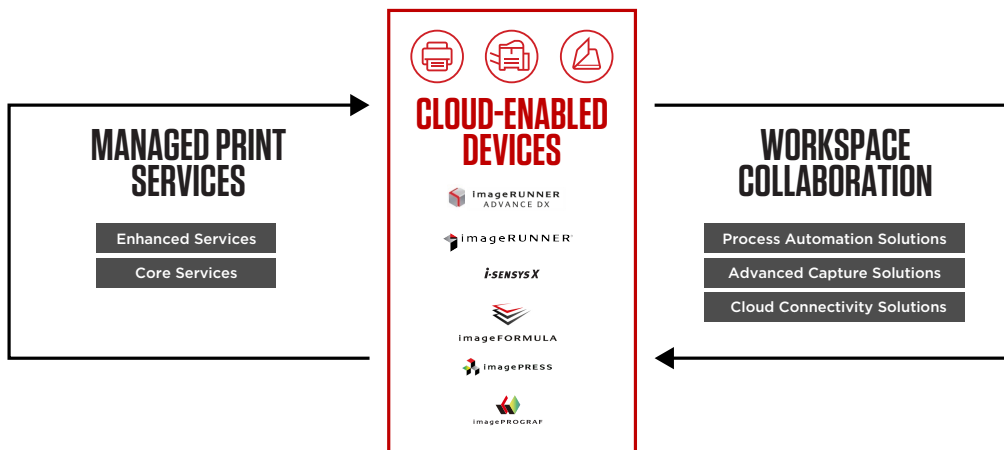 MANAGED PRINT
SERVICES
Enhanced Services
Core Services
CLOUD-ENABLED
DEVICES
imageRUNNER
ADVANCE DX
imageRUNNER
i-SENSYS X
imageFORMULA
imagePRESS
imagePROGRAF
WORKSPACE
COLLABORATION
Process Automation Solutions
Advanced Capture Solutions
Cloud Connectivity Solutions